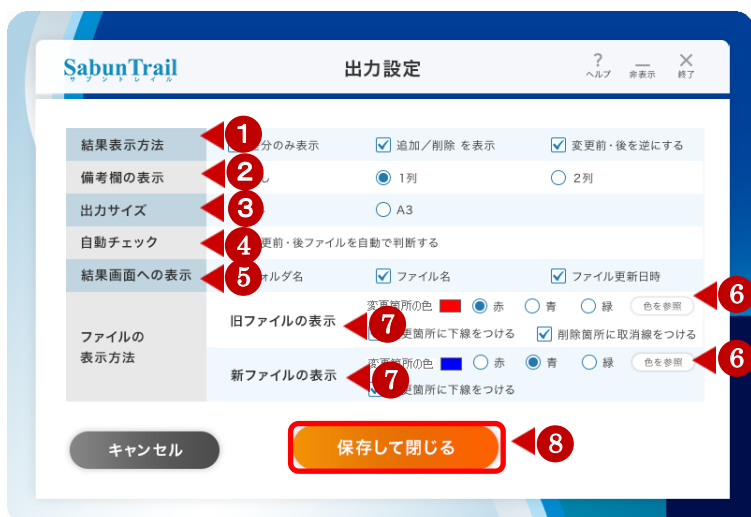 SabunTrail
サブントレイル
出力設定
?
ヘルプ 非表示 終了
結果表示方法 1 分のみ表示 追加/削除 を表示 変更前・後を逆にする
備考欄の表示 2 1列 2列
出力サイズ 3 A3
自動チェック 4 更前・後ファイルを自動で判断する
結果画面への表示 5 ォルダ名 ファイル名 ファイル更新日時
ファイルの
表示方法
旧ファイルの表示 7
変更箇所の色 赤 青 緑 色を参照 6
更箇所に下線をつける 削除箇所に取消線をつける
新ファイルの表示 7
変更箇所の色 赤 青 緑 色を参照 6
更箇所に下線をつける
キャンセル 保存して閉じる 8